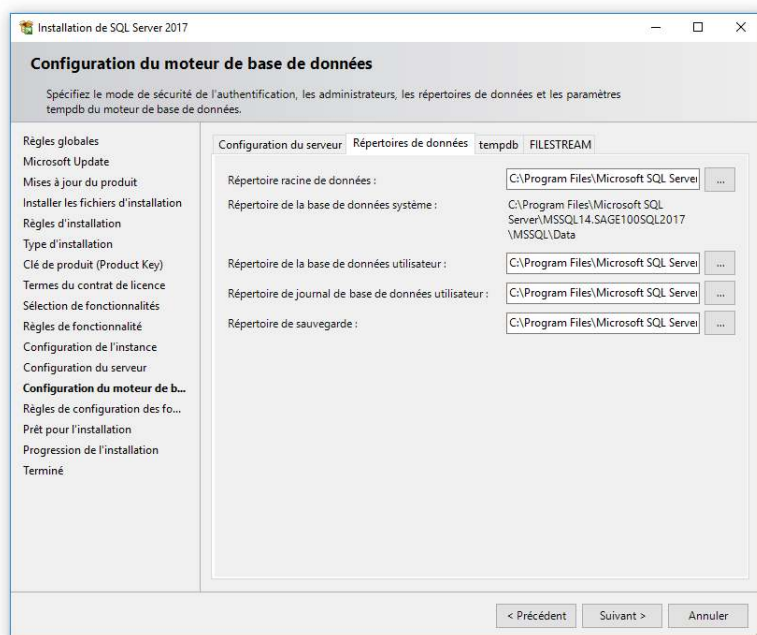 Installation de SQL Server 2017
Configuration du moteur de base de données
Spécifiez le mode de sécurité de l'authentification, les administrateurs, les répertoires de données et les paramètres
tempdb du moteur de base de données.
Règles globales
Microsoft Update
Mises à jour du produit
Installer les fichiers d'installation
Règles d'installation
Type d'installation
Clé de produit (Product Key)
Termes du contrat de licence
Sélection de fonctionnalités
Règles de fonctionnalité
Configuration de l'instance
Configuration du serveur
Configuration du moteur de b...
Règles de configuration des fo...
Prêt pour l'installation
Progression de l'installation
Terminé
Configuration du serveur Répertoires de données tempdb FILESTREAM
Répertoire racine de données : C:\Program Files\Microsoft SQL Server ...
Répertoire de la base de données système : C:\Program Files\Microsoft SQL
Server\MSSQL14.SAGE100SQL2017
\MSSQL\Data
Répertoire de la base de données utilisateur : C:\Program Files\Microsoft SQL Server ...
Répertoire de journal de base de données utilisateur : C:\Program Files\Microsoft SQL Server ...
Répertoire de sauvegarde : C:\Program Files\Microsoft SQL Server ...
< Précédent Suivant > Annuler